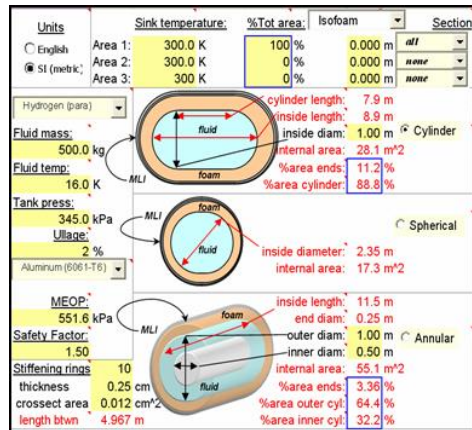 Units Sink temperature: %Tot area: Isofoam Section
English Area 1: 300.0 K 100 % 0.000 m all
SI (metric) Area 2: 300.0 K 0 % 0.000 m none
Area 3: 300 K 0 % 0.000 m none
Hydrogen (para) cylinder length: 7.9 m
inside length: 8.9 m
Fluid mass: fluid inside diam: 1.00 m Cylinder
500.0 kg internal area: 28.1 m^2
Fluid temp: foam %area ends: 11.2 %
16.0 K MLI %area cylinder: 88.8 %
Tank press:
345.0 kPa MLI foam Spherical
Ullage: fluid inside diameter: 2.35 m
2 % internal area: 17.3 m^2
Aluminum (6061-T6)
inside length: 11.5 m
MEOP: foam end diam: 0.25 m
551.6 kPa MLI outer diam: 1.00 m Annular
Safety Factor: inner diam: 0.50 m
1.50 internal area: 55.1 m^2
Stiffening rings 10 %area ends: 3.36 %
thickness 0.25 cm fluid %area outer cyl: 64.4 %
crossect area 0.012 cm^2 %area inner cyl: 32.2 %
length btwn 4.967 m